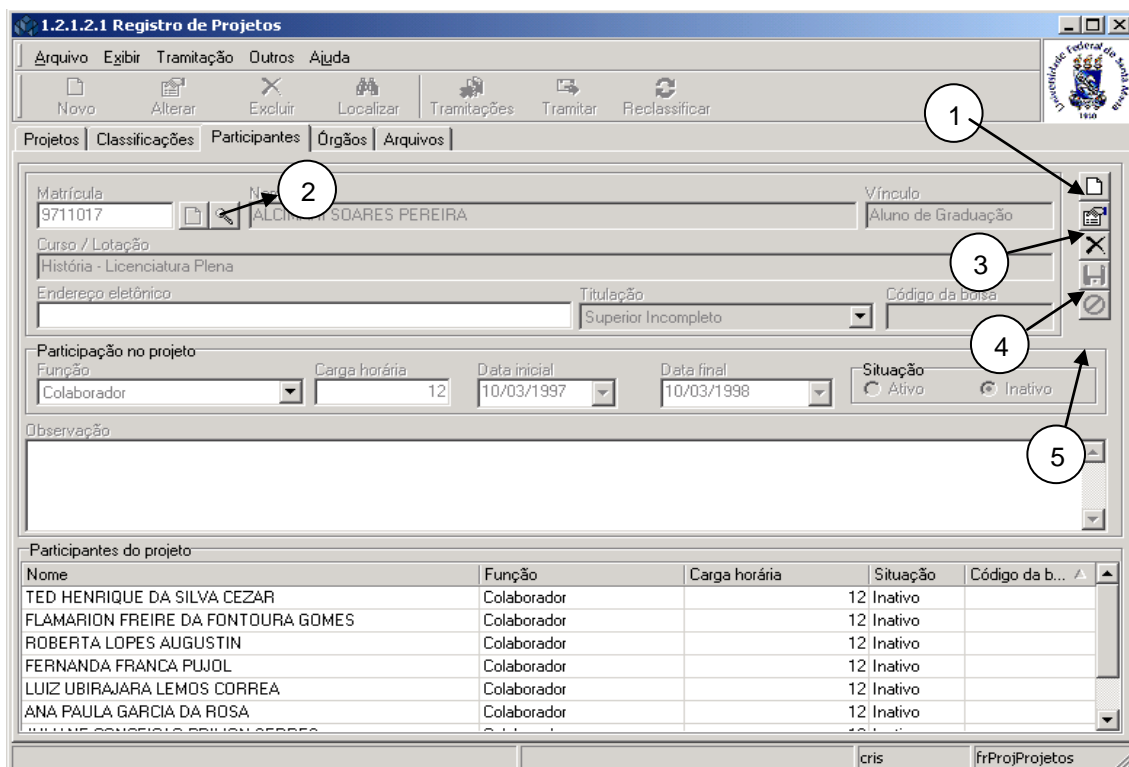 1.2.1.2.1 Registro de Projetos
Arquivo Exibir Tramitação Outros Ajuda
Universidade Federal de Santa Maria
1960
Novo Alterar Excluir Localizar Tramitações Tramitar Reclassificar
1
Projetos Classificações Participantes Órgãos Arquivos
Matrícula Vínculo
2
9711017 SOARES PEREIRA Aluno de Graduação
Curso / Lotação
3
História - Licenciatura Plena
Endereço eletônico Titulação Código da bolsa
Superior Incompleto
4
Participação no projeto
Função Carga horária Data inicial Data final Situação
Colaborador 12 10/03/1997 10/03/1998 Ativo Inativo
Observação
5
Participantes do projeto
Nome Função Carga horária Situação Código da b...
TED HENRIQUE DA SILVA CEZAR Colaborador 12 Inativo
FLAMARION FREIRE DA FONTOURA GOMES Colaborador 12 Inativo
ROBERTA LOPES AUGUSTIN Colaborador 12 Inativo
FERNANDA FRANCA PUJOL Colaborador 12 Inativo
LUIZ UBIRAJARA LEMOS CORREA Colaborador 12 Inativo
ANA PAULA GARCIA DA ROSA Colaborador 12 Inativo
cris frProjProjetos